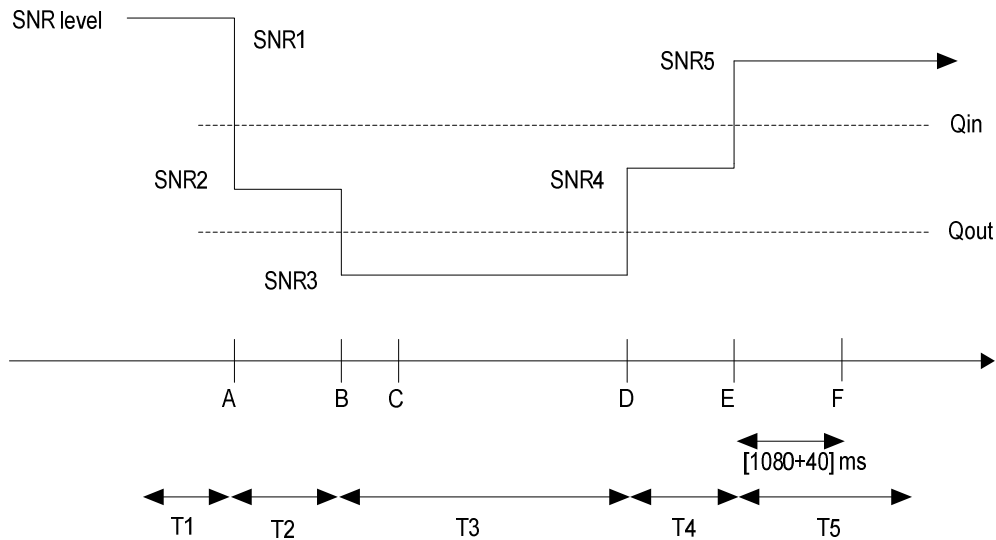 SNR level
SNR1
SNR5
Qin
SNR2
SNR4
Qout
SNR3
A
B
C
D
E
F
[1080+40] ms
T1
T2
T3
T4
T5